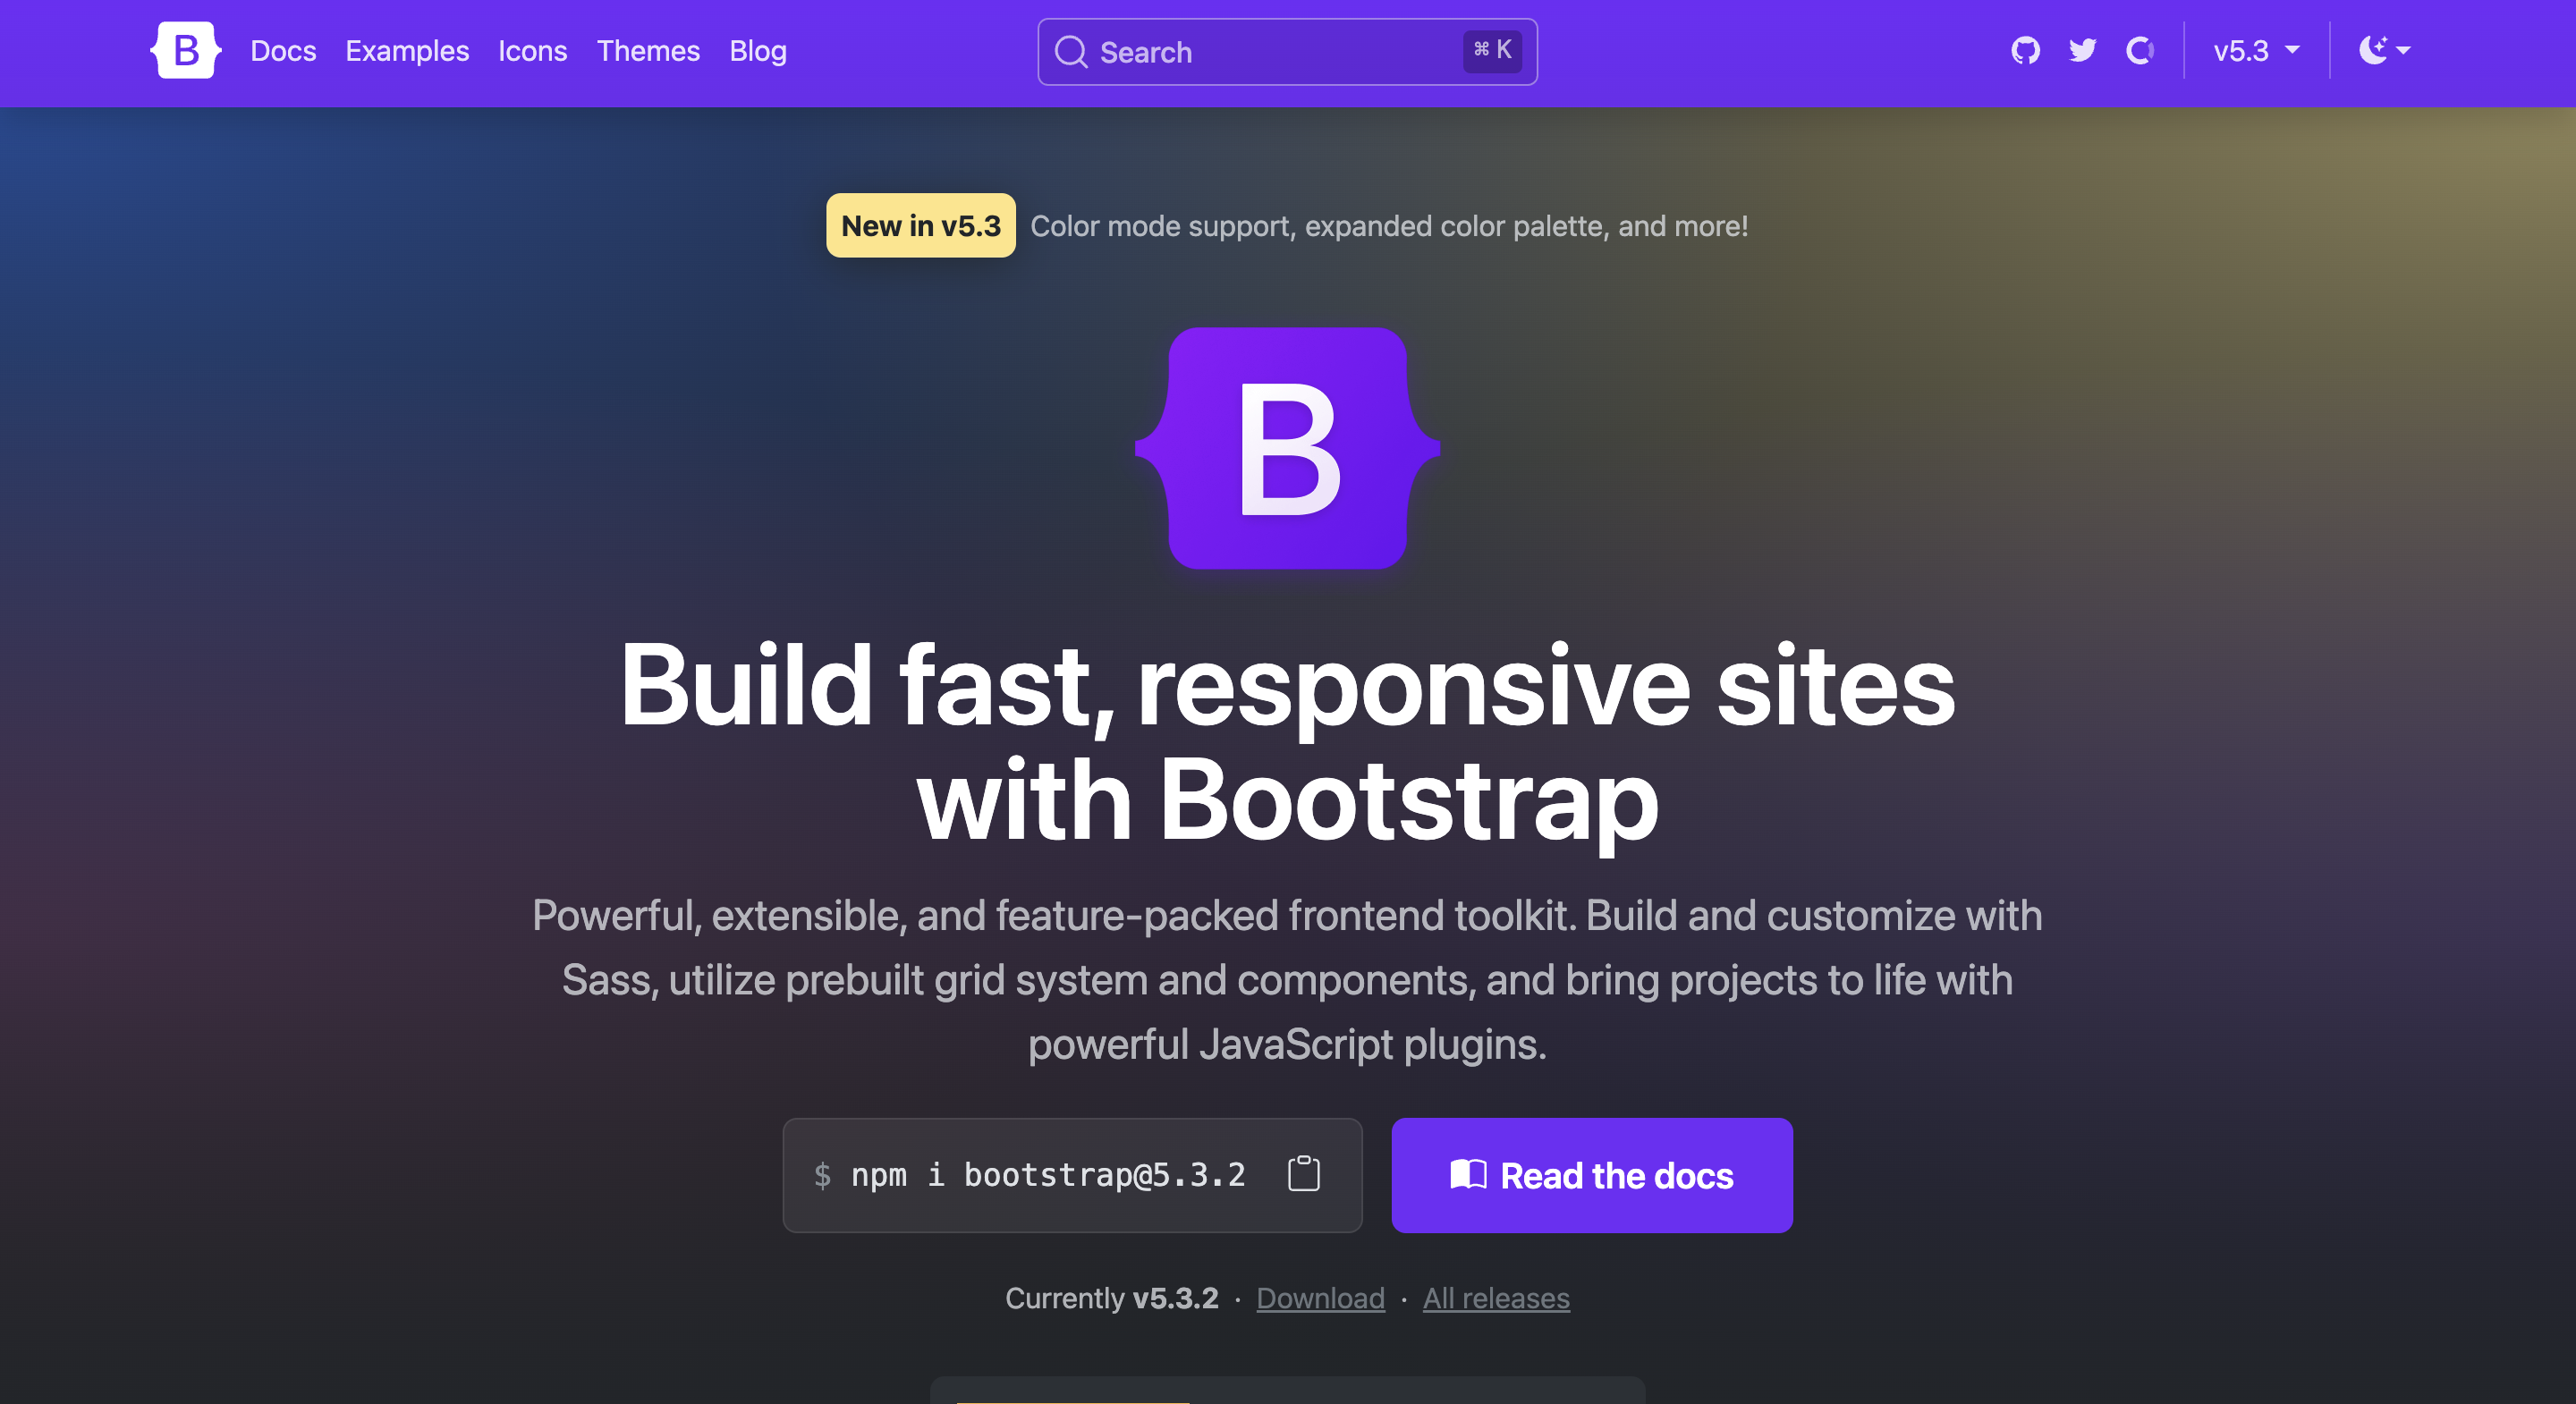 B Docs Examples Icons Themes Blog Search ⌘ K v5.3
New in v5.3 Color mode support, expanded color palette, and more!
B
Build fast, responsive sites
with Bootstrap
Powerful, extensible, and feature-packed frontend toolkit. Build and customize with
Sass, utilize prebuilt grid system and components, and bring projects to life with
powerful JavaScript plugins.
$ npm i bootstrap@5.3.2 Read the docs
Currently v5.3.2 · Download · All releases